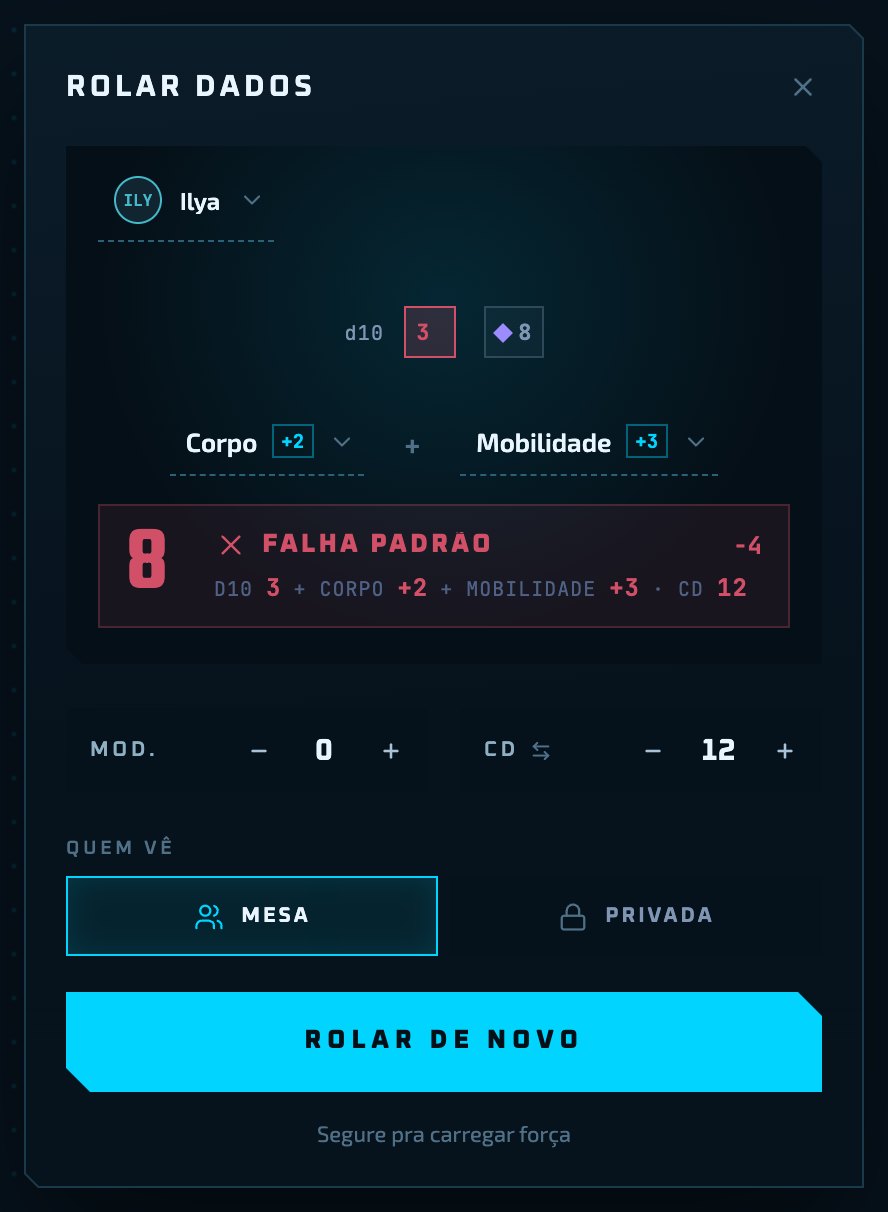 ROLAR DADOS
ILY Ilya
d10 3 8
Corpo +2 + Mobilidade +3
8 FALHA PADRÃO -4
D10 3 + CORPO +2 + MOBILIDADE +3 · CD 12
MOD. − 0 + CD − 12 +
QUEM VÊ
MESA PRIVADA
ROLAR DE NOVO
Segure pra carregar força